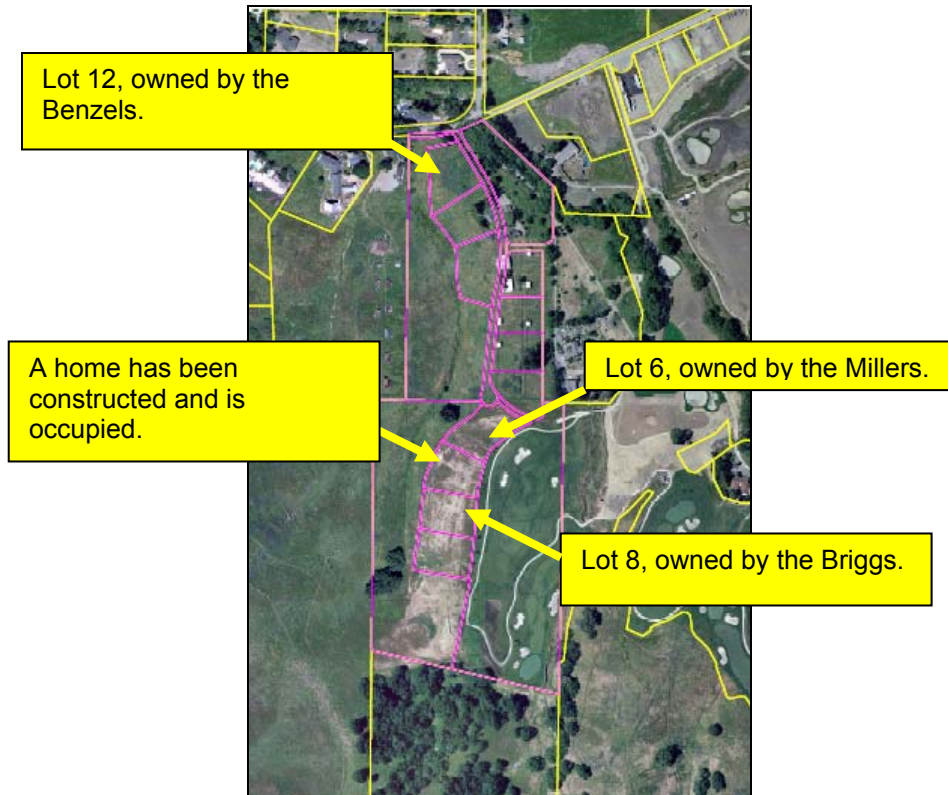 Lot 12, owned by the
Benzels.
A home has been
constructed and is
occupied.
Lot 6, owned by the Millers.
Lot 8, owned by the Briggs.